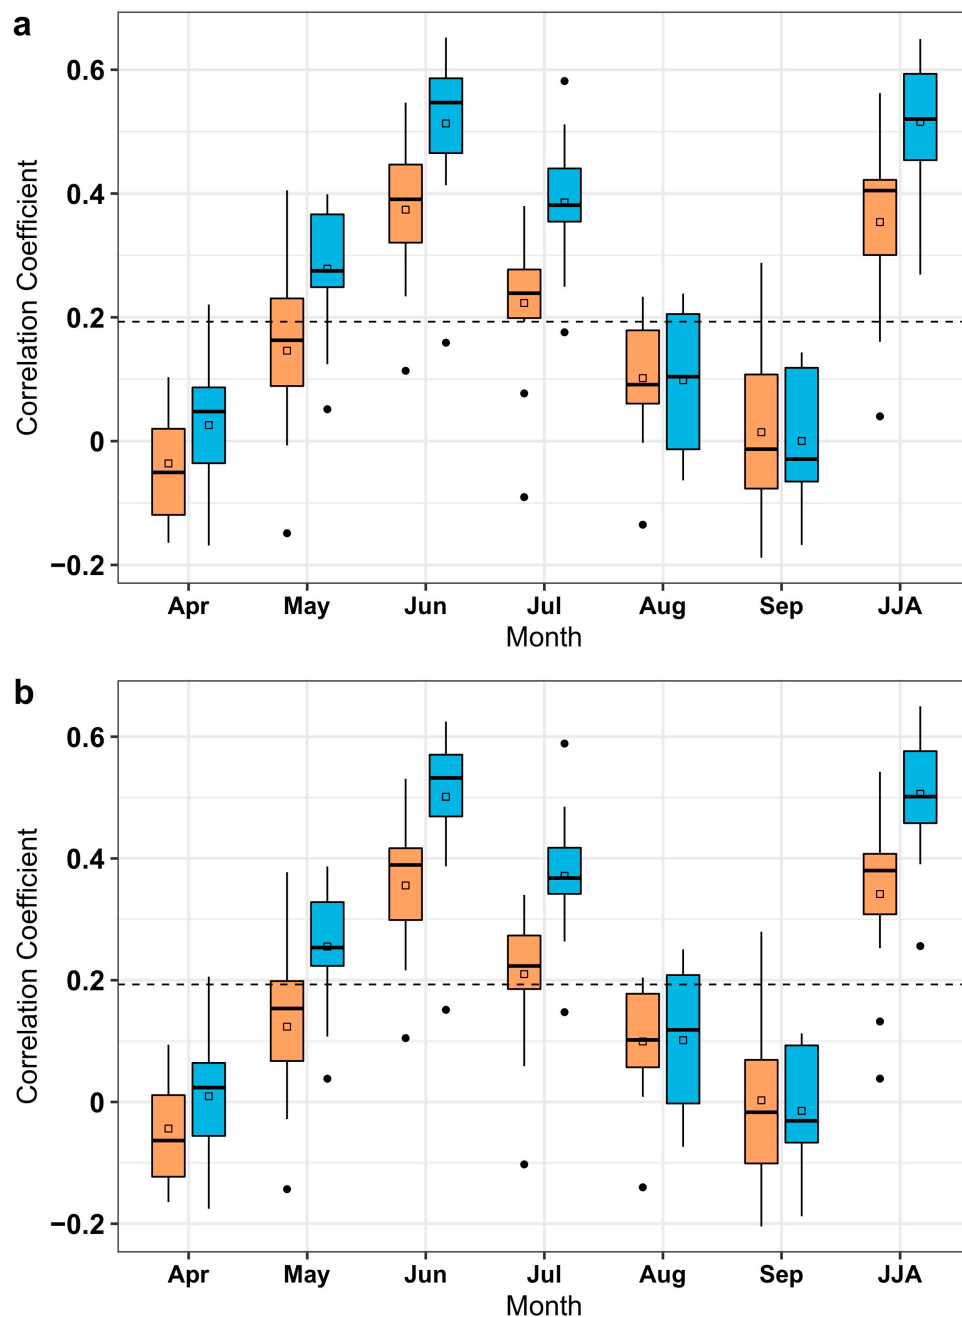 a
Correlation Coefficient
0.6
0.4
0.2
0
−0.2
Apr May Jun Jul Aug Sep JJA
Month
b
Correlation Coefficient
0.6
0.4
0.2
0
−0.2
Apr May Jun Jul Aug Sep JJA
Month